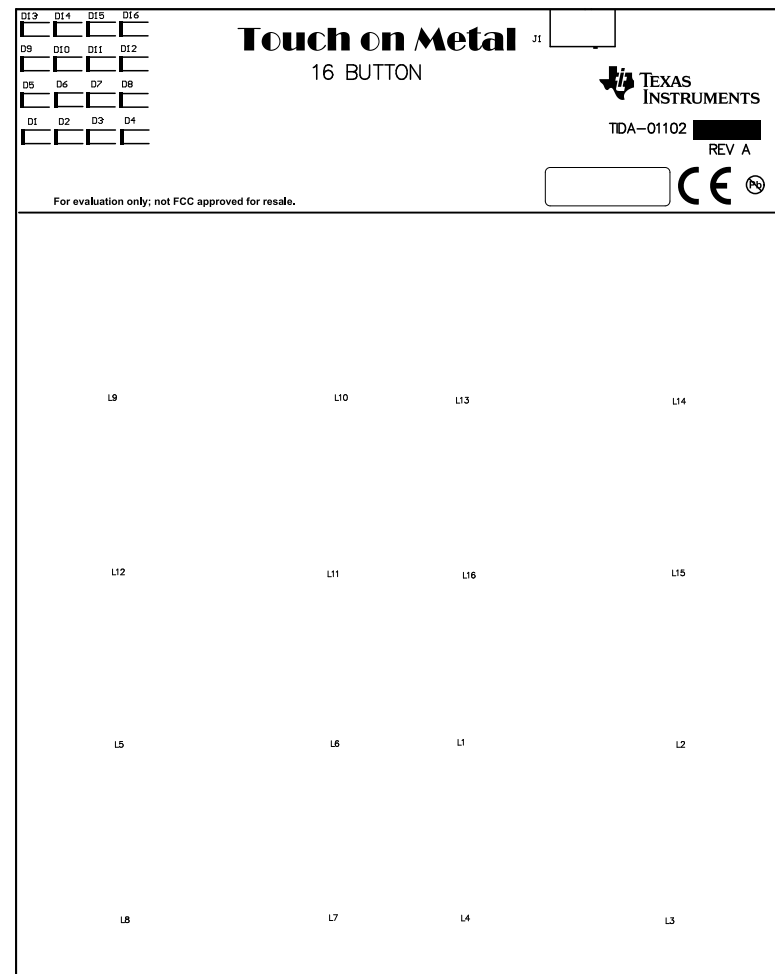 D13 D14 D15 D16
Touch on Metal
J1
D9 D10 D11 D12
16 BUTTON
D5 D6 D7 D8
TEXAS
INSTRUMENTS
D1 D2 D3 D4
TIDA-01102
REV A
CE Pb
For evaluation only; not FCC approved for resale.
L9 L10 L13 L14
L12 L11 L16 L15
L5 L6 L1 L2
L8 L7 L4 L3